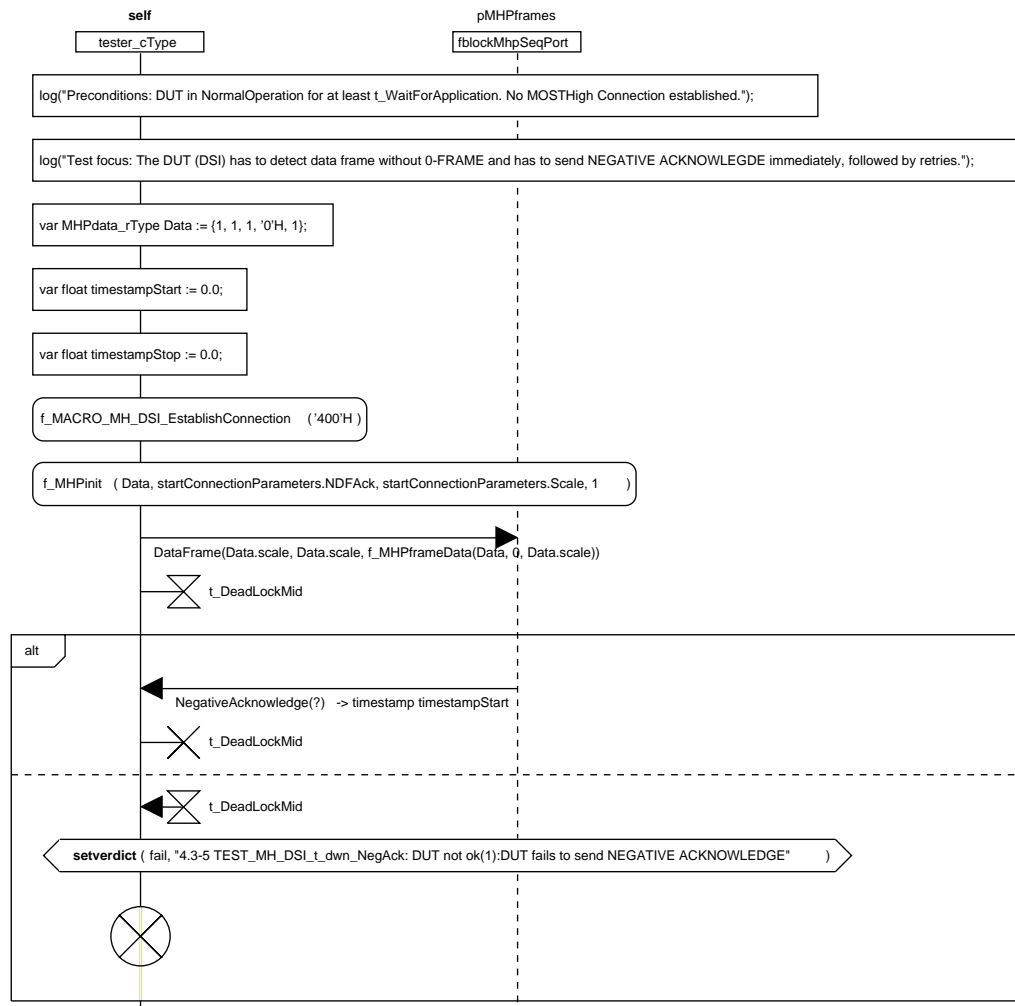 self pMHPframes
tester_cType fblockMhpSeqPort
log("Preconditions: DUT in NormalOperation for at least t_WaitForApplication. No MOSTHigh Connection established.");
log("Test focus: The DUT (DSI) has to detect data frame without 0-FRAME and has to send NEGATIVE ACKNOWLEGDE immediately, followed by retries.");
var MHPdata_rType Data := {1, 1, 1, '0'H, 1};
var float timestampStart := 0.0;
var float timestampStop := 0.0;
f_MACRO_MH_DSI_EstablishConnection ('400'H )
f_MHPinit ( Data, startConnectionParameters.NDFAck, startConnectionParameters.Scale, 1 )
DataFrame(Data.scale, Data.scale, f_MHPframeData(Data, 0, Data.scale))
t_DeadLockMid
alt
NegativeAcknowledge(?) -> timestamp timestampStart
t_DeadLockMid
t_DeadLockMid
setverdict ( fail, "4.3-5 TEST_MH_DSI_t_dwn_NegAck: DUT not ok(1):DUT fails to send NEGATIVE ACKNOWLEDGE" )